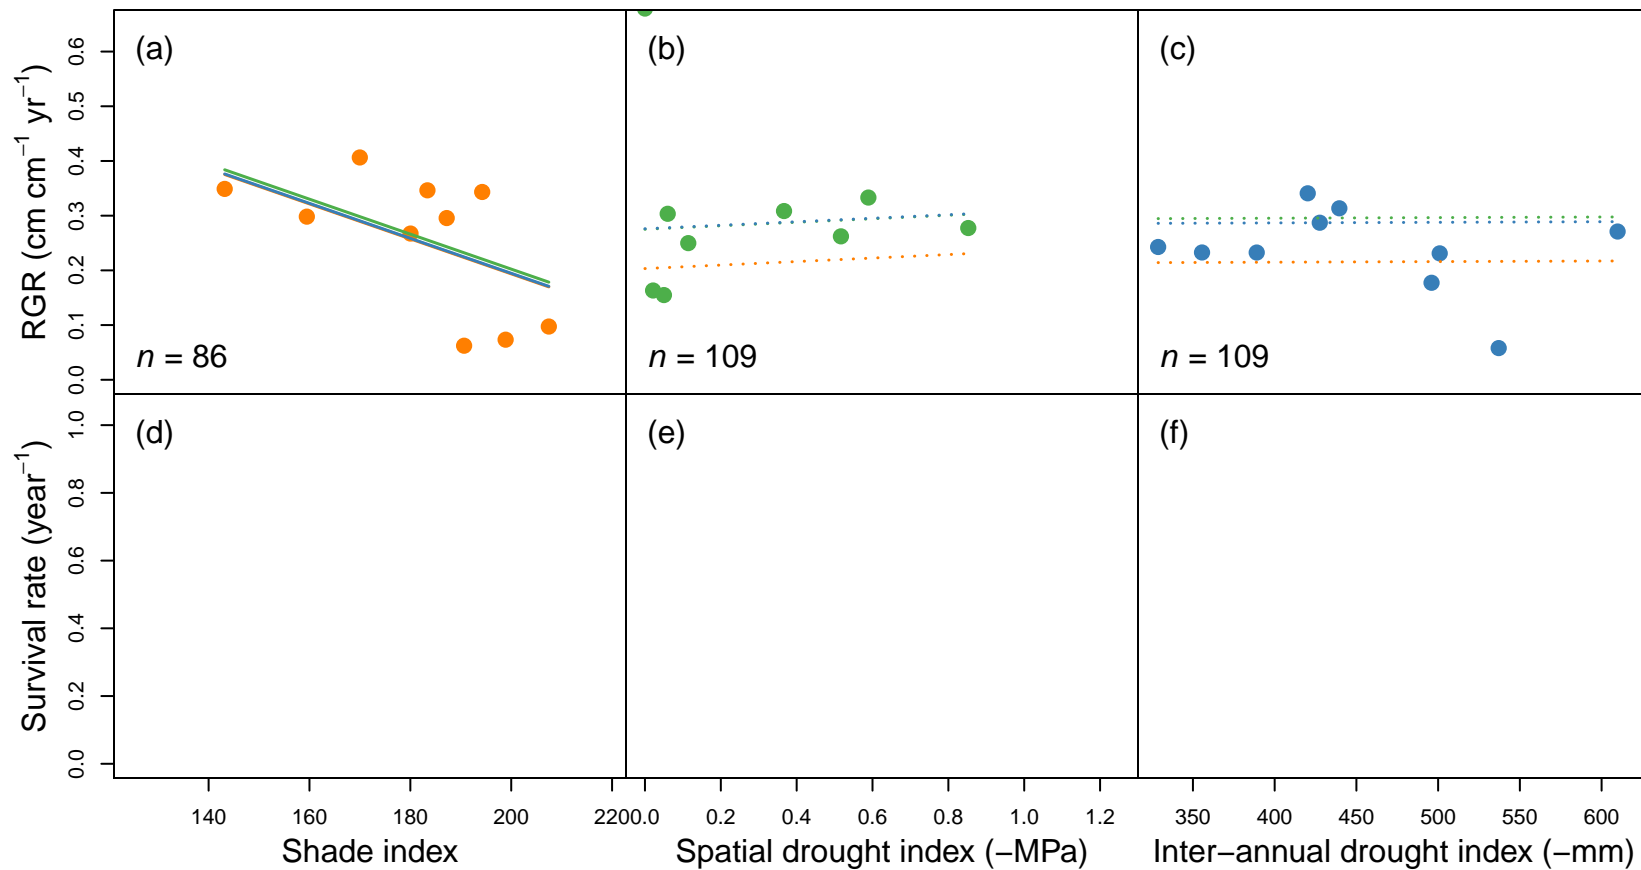 (a) (b) (c)
RGR (cm cm⁻¹ yr⁻¹)
0.6
0.5
0.4
0.3
0.2
0.1
0.0
n = 86 n = 109 n = 109
(d) (e) (f)
Survival rate (year⁻¹)
1.0
0.8
0.6
0.4
0.2
0.0
140 160 180 200 220 0.0 0.2 0.4 0.6 0.8 1.0 1.2 350 400 450 500 550 600
Shade index Spatial drought index (−MPa) Inter−annual drought index (−mm)